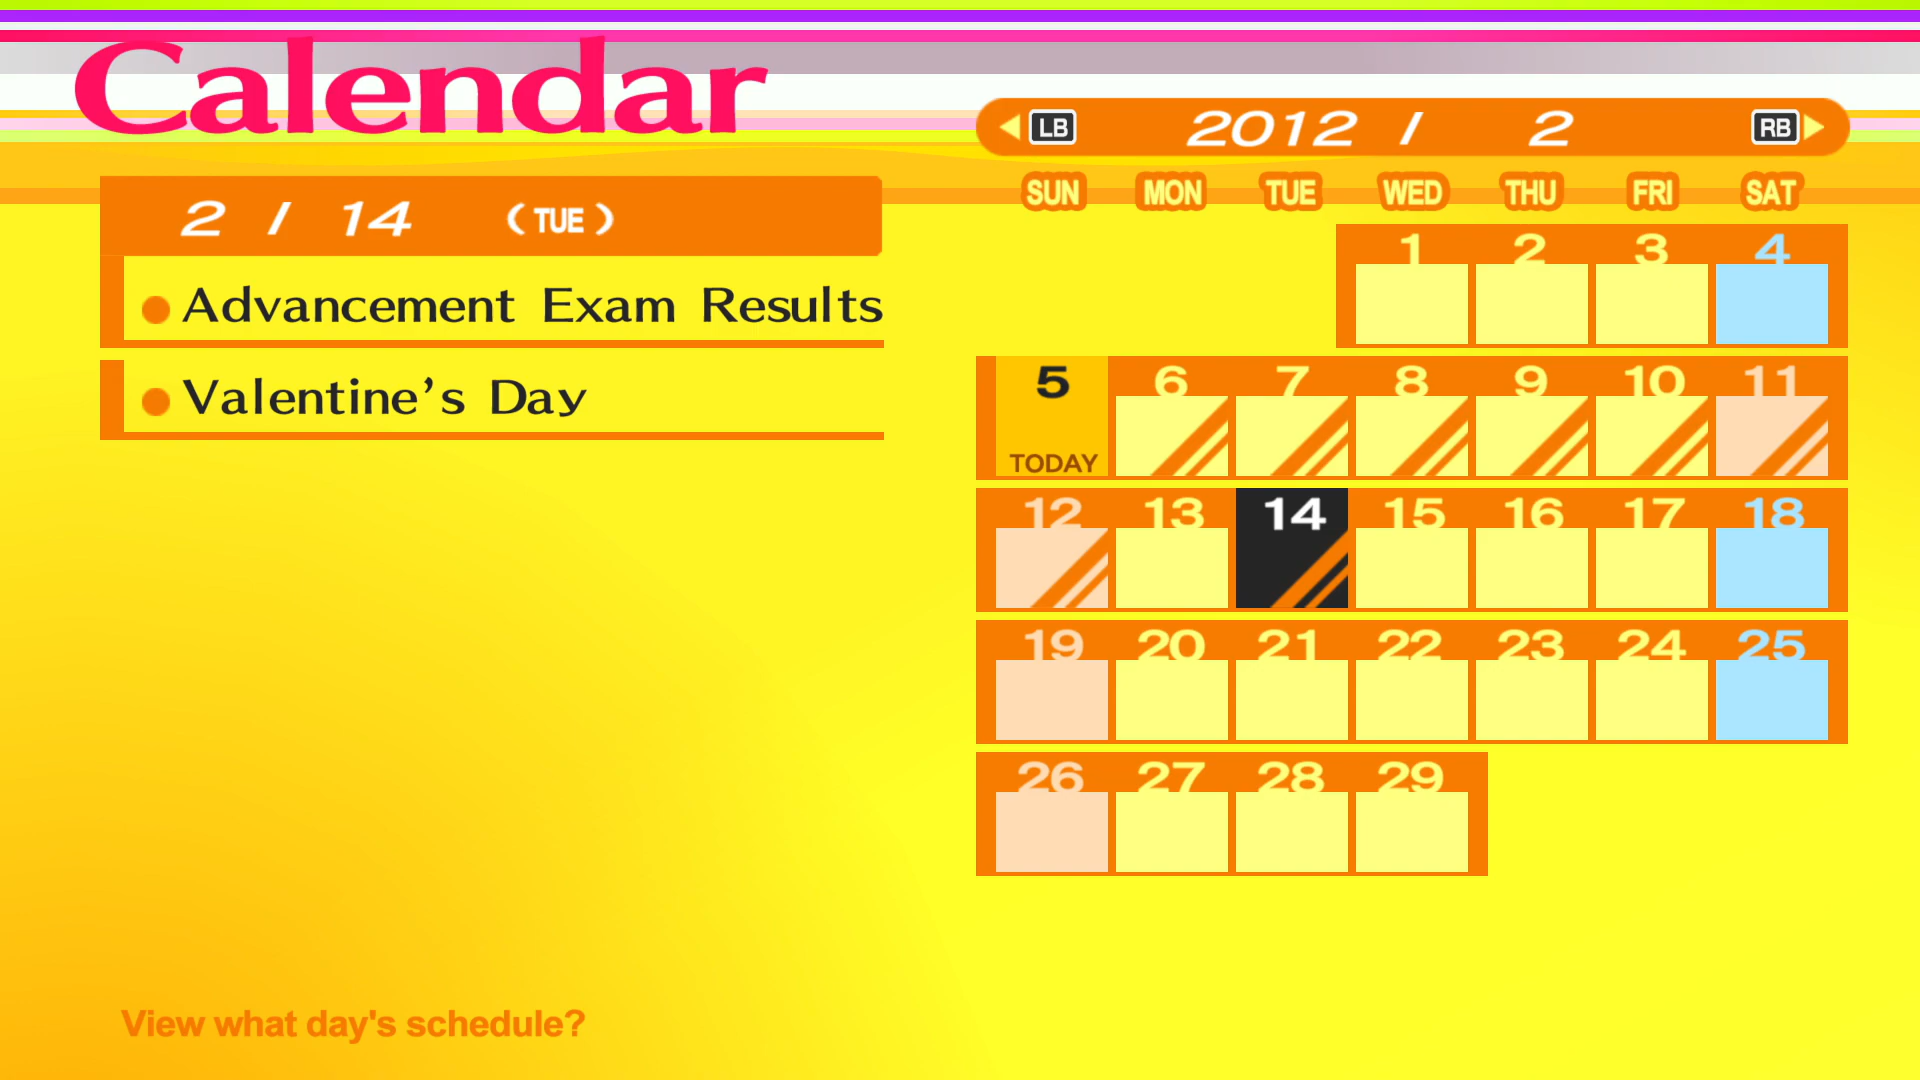 Calendar
LB 2012 / 2 RB
2 / 14 (TUE)
Advancement Exam Results
Valentine's Day
SUN MON TUE WED THU FRI SAT
1 2 3 4
5 6 7 8 9 10 11
TODAY
12 13 14 15 16 17 18
19 20 21 22 23 24 25
26 27 28 29
View what day's schedule?